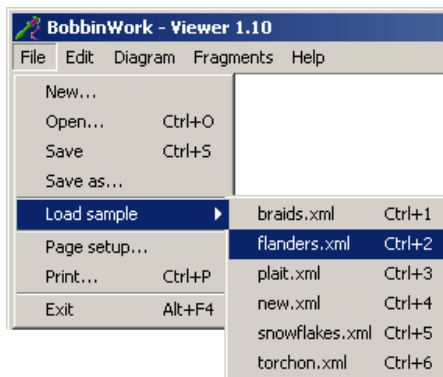 BobbinWork - Viewer 1.10
File Edit Diagram Fragments Help
New...
Open... Ctrl+O
Save Ctrl+S
Save as...
Load sample
Page setup...
Print... Ctrl+P
Exit Alt+F4
braids.xml Ctrl+1
flanders.xml Ctrl+2
plait.xml Ctrl+3
new.xml Ctrl+4
snowflakes.xml Ctrl+5
torchon.xml Ctrl+6